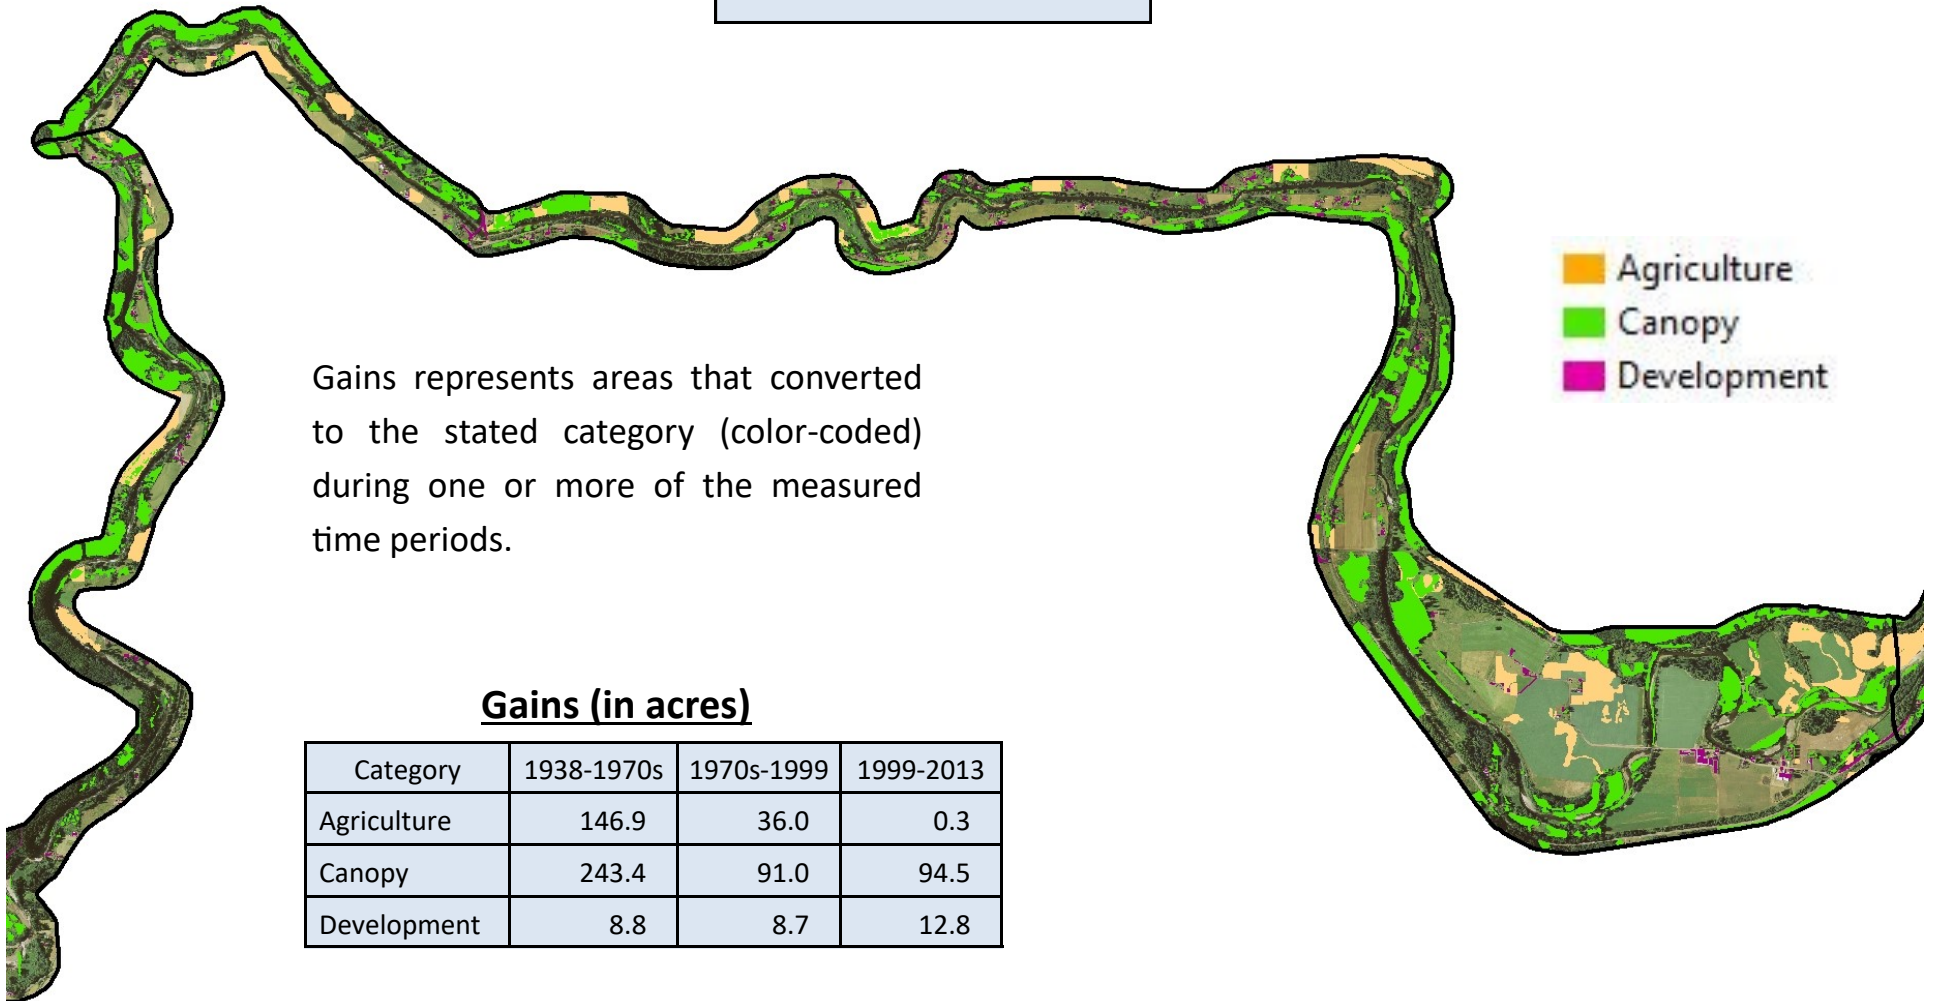 Agriculture
Canopy
Development
Gains represents areas that converted
to the stated category (color-coded)
during one or more of the measured
time periods.
Gains (in acres)
Category 1938-1970s 1970s-1999 1999-2013
Agriculture 146.9 36.0 0.3
Canopy 243.4 91.0 94.5
Development 8.8 8.7 12.8